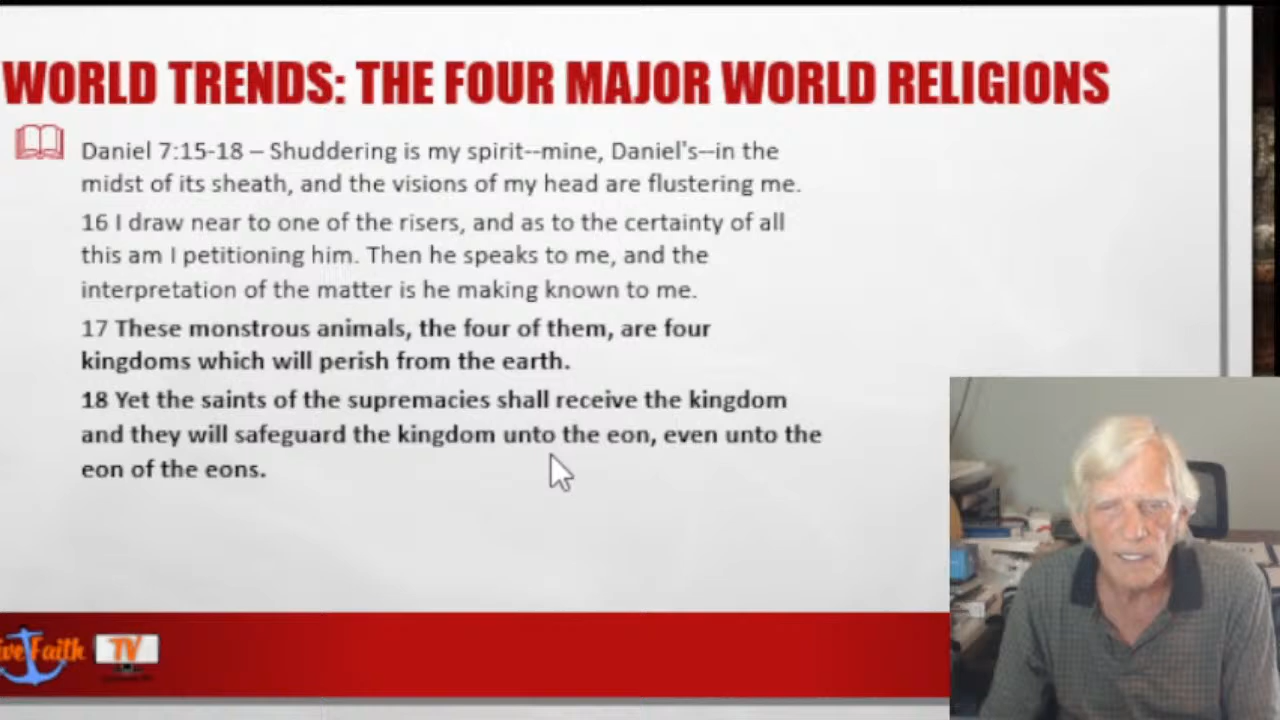 WORLD TRENDS: THE FOUR MAJOR WORLD RELIGIONS
Daniel 7:15-18 – Shuddering is my spirit--mine, Daniel's--in the
midst of its sheath, and the visions of my head are flustering me.
16 I draw near to one of the risers, and as to the certainty of all
this am I petitioning him. Then he speaks to me, and the
interpretation of the matter is he making known to me.
17 These monstrous animals, the four of them, are four
kingdoms which will perish from the earth.
18 Yet the saints of the supremacies shall receive the kingdom
and they will safeguard the kingdom unto the eon, even unto the
eon of the eons.
ive Faith TV